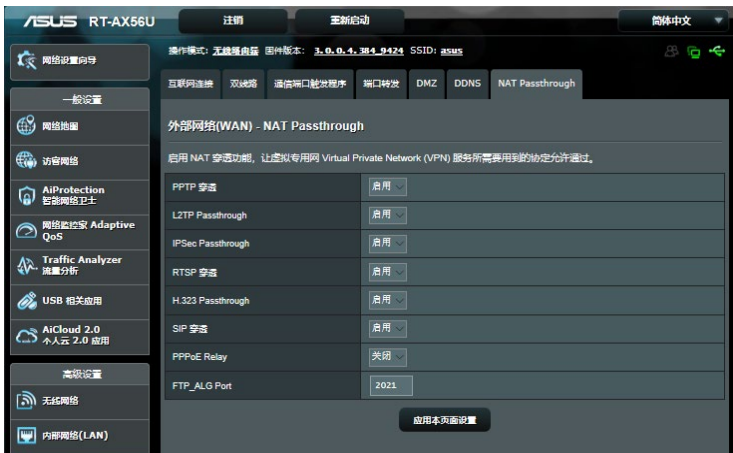 ASUS RT-AX56U 注销 重新启动 简体中文
操作模式: 无线路由器 固件版本: 3.0.0.4.384_9424 SSID: asus
网络设置向导
互联网连接 双线路 通信端口触发程序 端口转发 DMZ DDNS NAT Passthrough
一般设置
网络地图
外部网络(WAN) - NAT Passthrough
访客网络
启用 NAT 穿透功能，让虚拟专用网 Virtual Private Network (VPN) 服务所需要用到的协定允许通过。
AiProtection
智能网络卫士
PPTP 穿透 启用
L2TP Passthrough 启用
网络监控家 Adaptive
QoS
IPSec Passthrough 启用
Traffic Analyzer
流量分析
RTSP 穿透 启用
USB 相关应用
H.323 Passthrough 启用
AiCloud 2.0
个人云 2.0 应用
SIP 穿透 启用
PPPoE Relay 关闭
高级设置
FTP_ALG Port 2021
无线网络
应用本页面设置
内部网络(LAN)